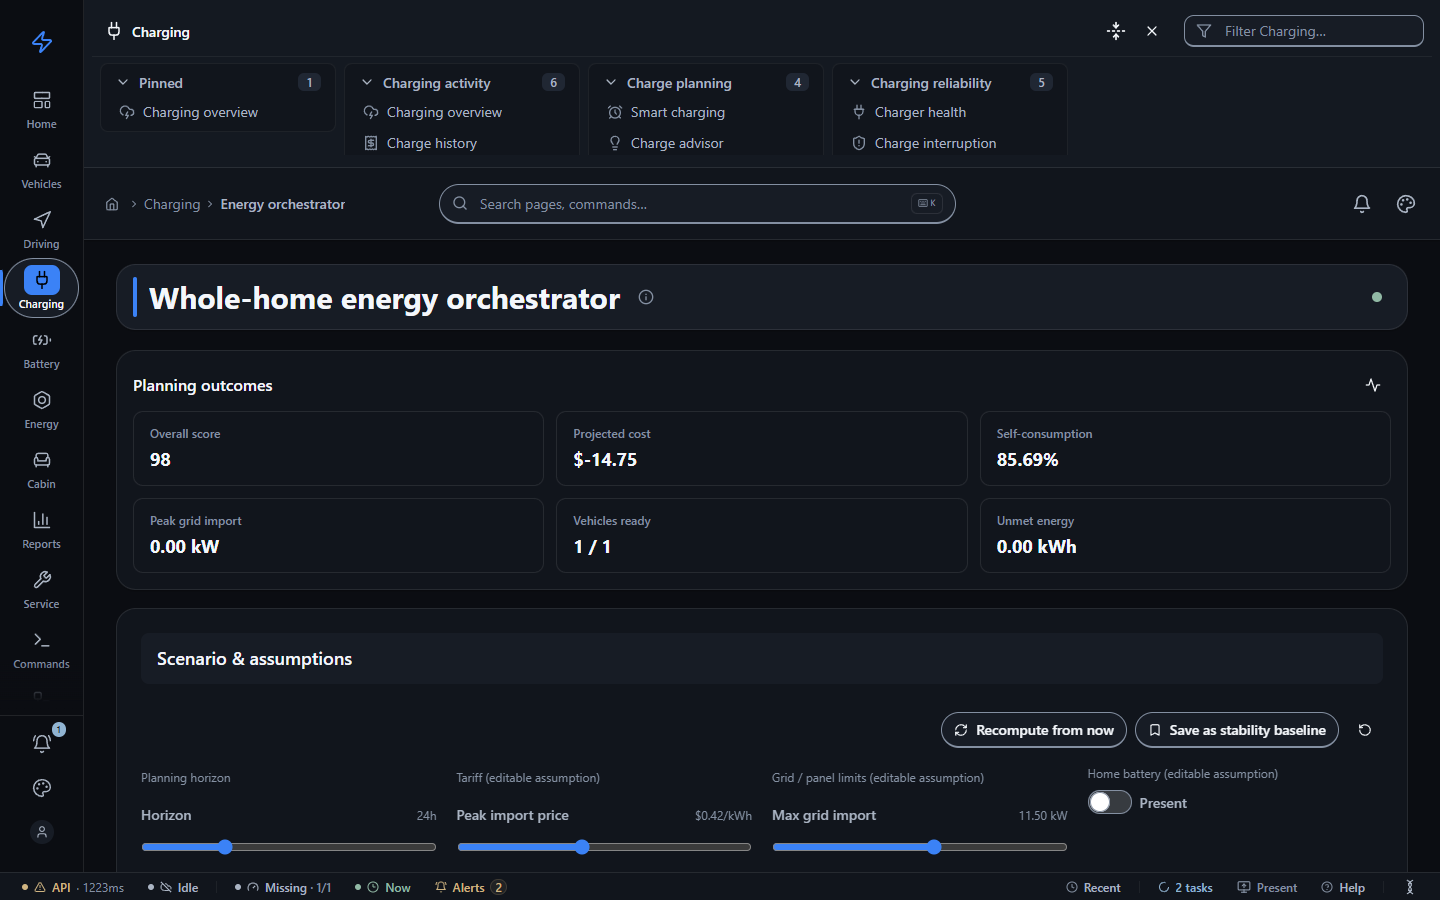 Charging
Filter Charging...
Pinned 1
Charging overview
Charging activity 6
Charging overview
Charge history
Charge planning 4
Smart charging
Charge advisor
Charging reliability 5
Charger health
Charge interruption
Home
Vehicles
Driving
Charging
Battery
Energy
Cabin
Reports
Service
Commands
1
Charging > Energy orchestrator
Search pages, commands...
K
Whole-home energy orchestrator
Planning outcomes
Overall score
98
Projected cost
$-14.75
Self-consumption
85.69%
Peak grid import
0.00 kW
Vehicles ready
1 / 1
Unmet energy
0.00 kWh
Scenario & assumptions
Recompute from now
Save as stability baseline
Planning horizon
Horizon 24h
Tariff (editable assumption)
Peak import price $0.42/kWh
Grid / panel limits (editable assumption)
Max grid import 11.50 kW
Home battery (editable assumption)
Present
API · 1223ms
Idle
Missing · 1/1
Now
Alerts 2
Recent
2 tasks
Present
Help